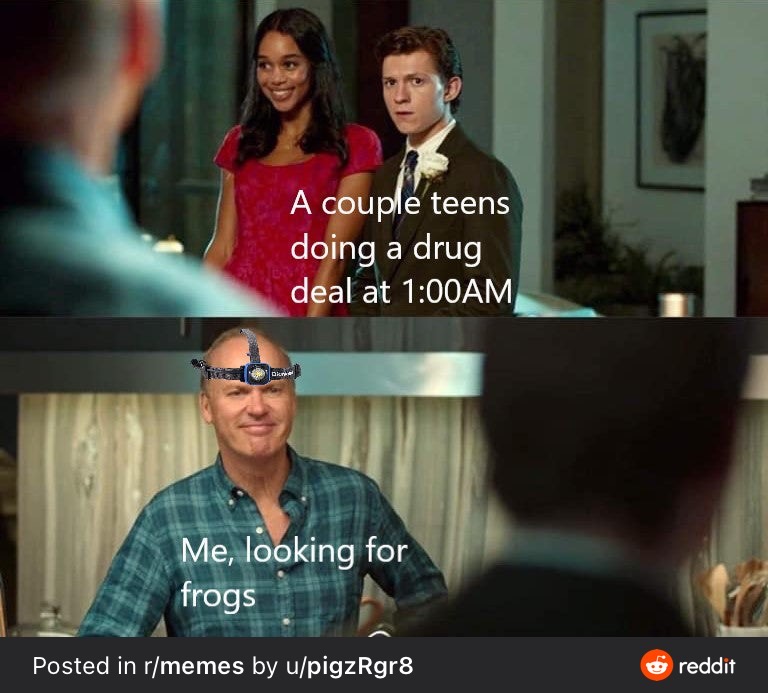 A couple teens
doing a drug
deal at 1:00AM
Me, looking for
frogs
Posted in r/memes by u/pigzRgr8
reddit